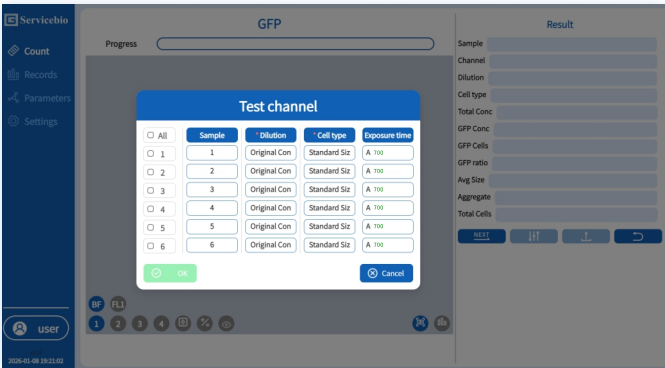 Servicebio
Count
Records
Parameters
Settings
user
2026-01-08 19:21:02
GFP
Progress
Test channel
All Sample *Dilution *Cell type Exposure time
1 1 Original Con Standard Siz A 700
2 2 Original Con Standard Siz A 700
3 3 Original Con Standard Siz A 700
4 4 Original Con Standard Siz A 700
5 5 Original Con Standard Siz A 700
6 6 Original Con Standard Siz A 700
OK Cancel
BF FL1
1 2 3 4
Result
Sample
Channel
Dilution
Cell type
Total Conc
GFP Conc
GFP Cells
GFP ratio
Avg Size
Aggregate
Total Cells
NEXT